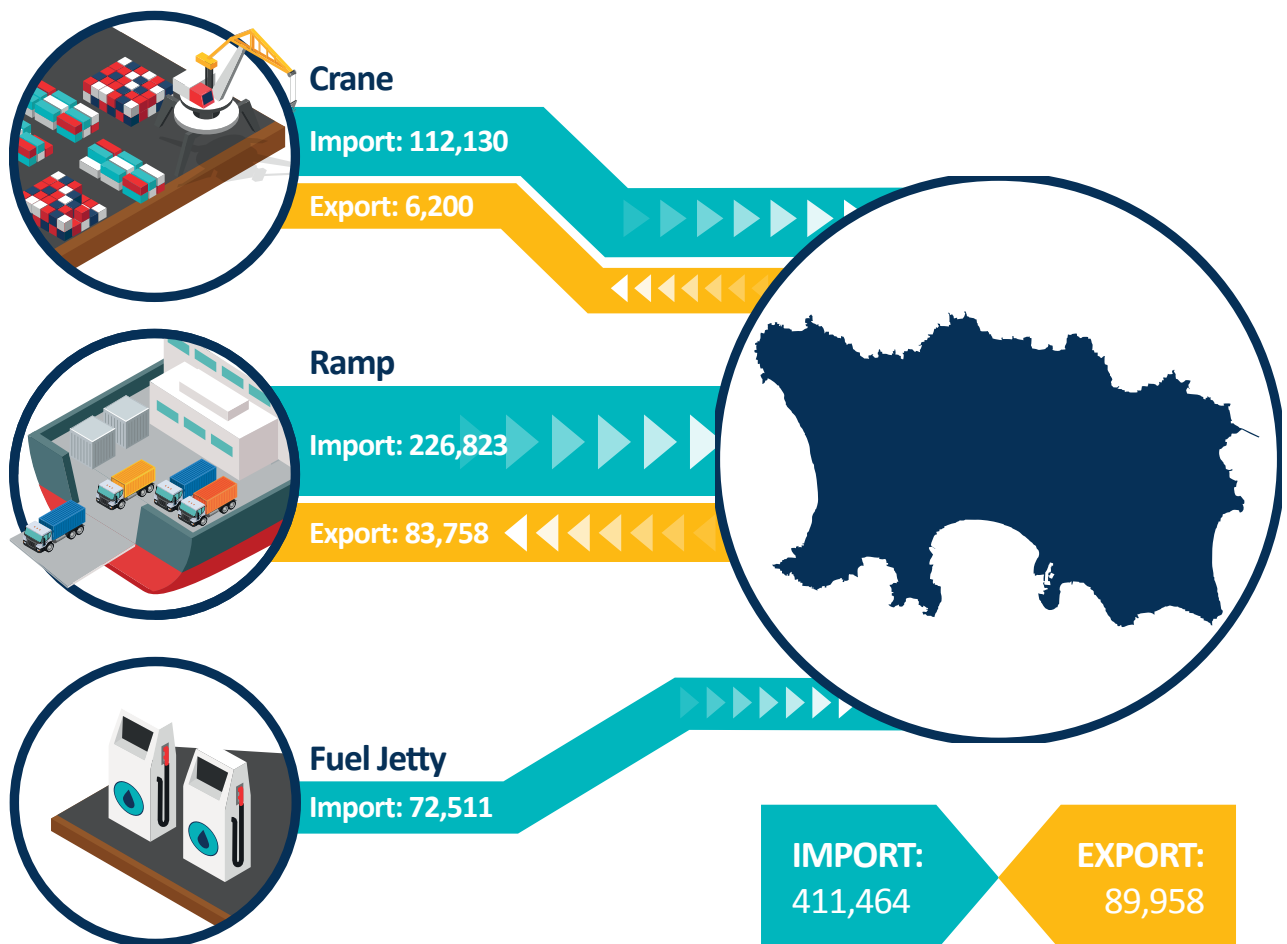 Crane
Import: 112,130
Export: 6,200
Ramp
Import: 226,823
Export: 83,758
Fuel Jetty
Import: 72,511
IMPORT:
411,464
EXPORT:
89,958